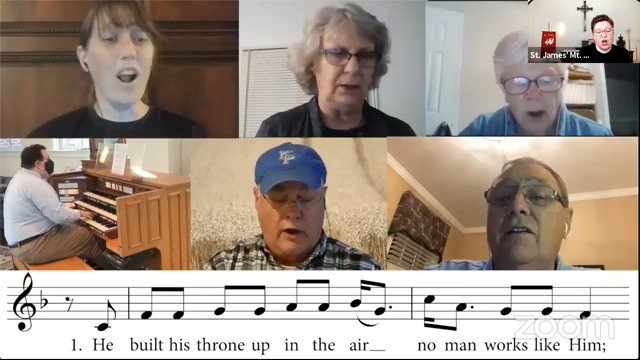 St. James' Mt. ...
1. He built his throne up in the air__ no man works like Him;
zoom